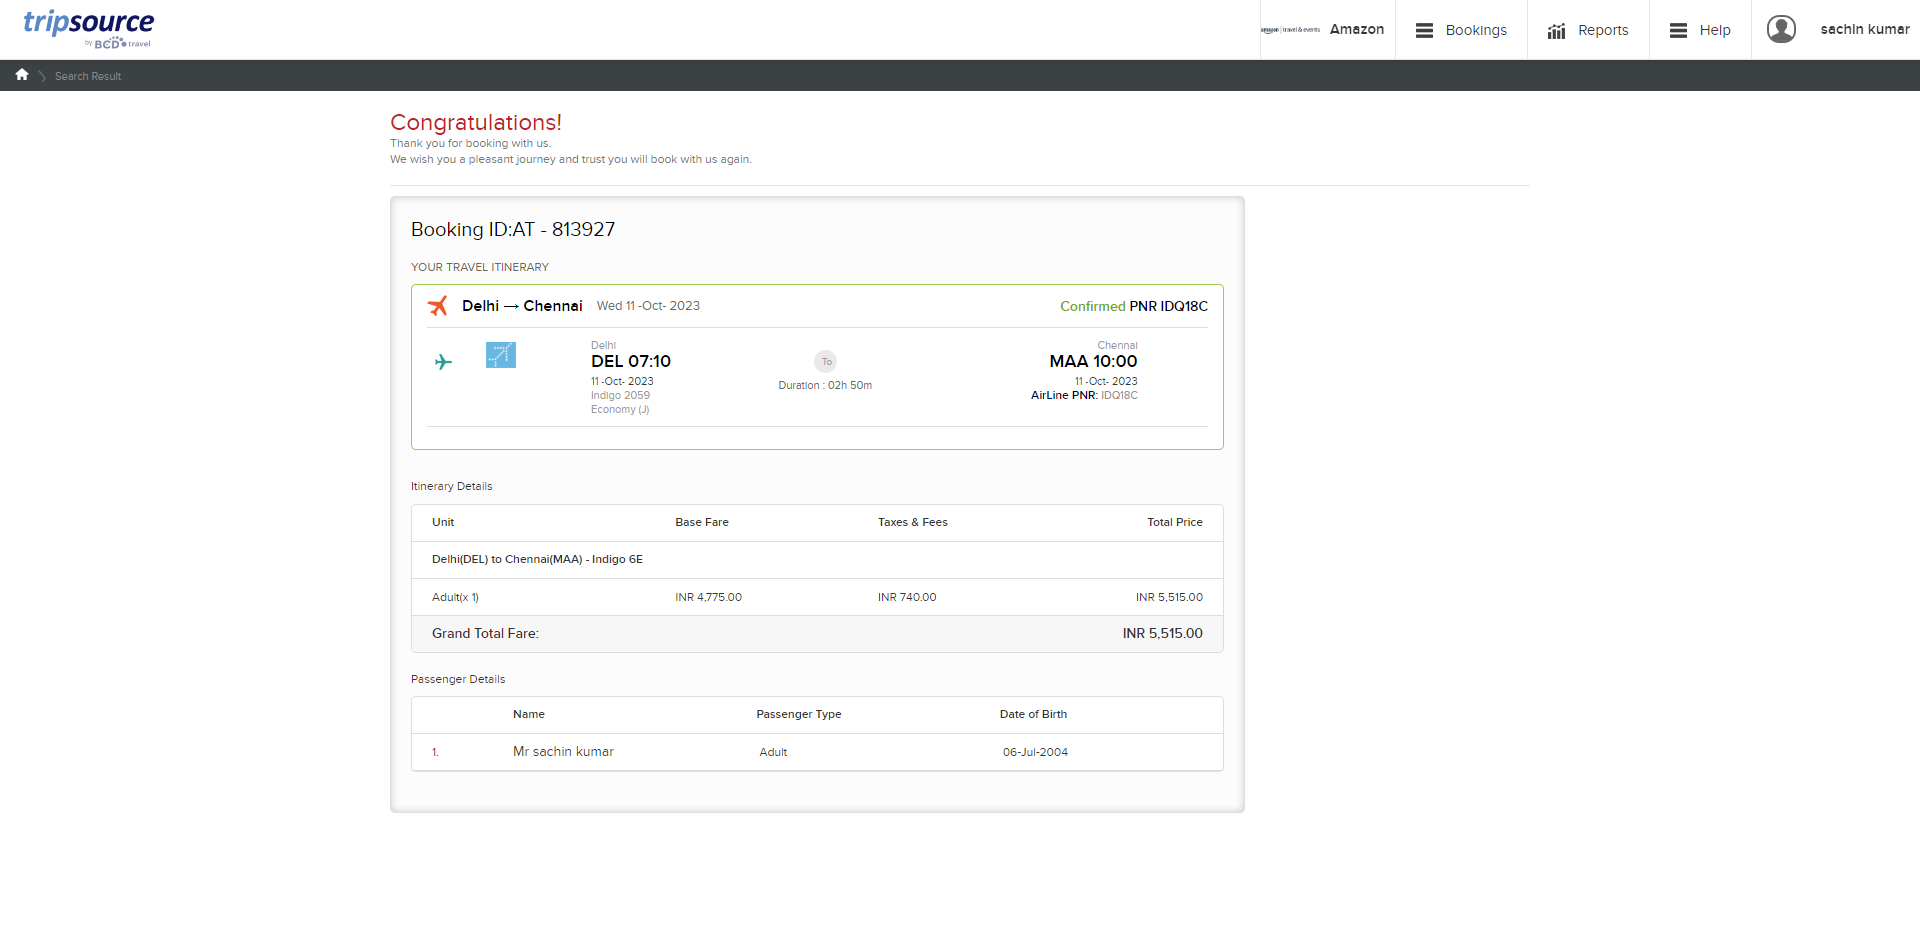 tripsource
by BCD travel
amazon | travel & events
Amazon
Bookings
Reports
Help
sachin kumar
Search Result
Congratulations!
Thank you for booking with us.
We wish you a pleasant journey and trust you will book with us again.
Booking ID:AT - 813927
YOUR TRAVEL ITINERARY
Delhi → Chennai Wed 11 -Oct- 2023 Confirmed PNR IDQ18C
Delhi
DEL 07:10
11 -Oct- 2023
Indigo 2059
Economy (J)
To
Duration : 02h 50m
Chennai
MAA 10:00
11 -Oct- 2023
AirLine PNR: IDQ18C
Itinerary Details
Unit Base Fare Taxes & Fees Total Price
Delhi(DEL) to Chennai(MAA) - Indigo 6E
Adult(x 1) INR 4,775.00 INR 740.00 INR 5,515.00
Grand Total Fare: INR 5,515.00
Passenger Details
Name Passenger Type Date of Birth
1. Mr sachin kumar Adult 06-Jul-2004